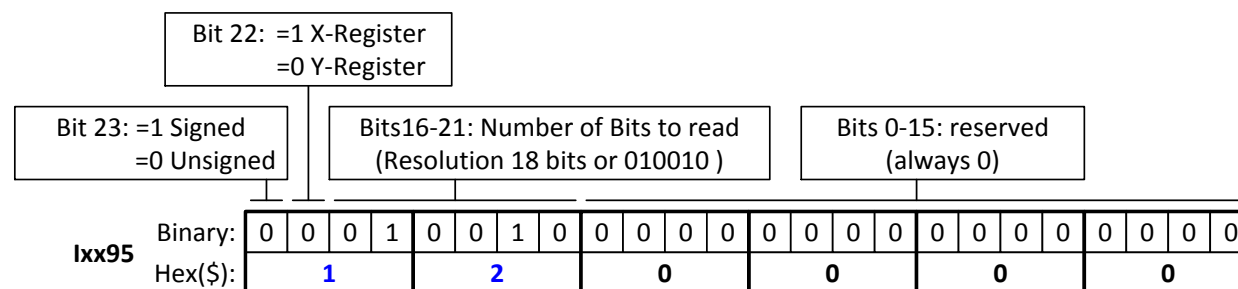 Bit 22: =1 X-Register
=0 Y-Register
Bit 23: =1 Signed
=0 Unsigned
Bits16-21: Number of Bits to read
(Resolution 18 bits or 010010 )
Bits 0-15: reserved
(always 0)
Ixx95
Binary: 0 0 0 1 0 0 1 0 0 0 0 0 0 0 0 0 0 0 0 0 0 0 0 0
Hex($): 1 2 0 0 0 0